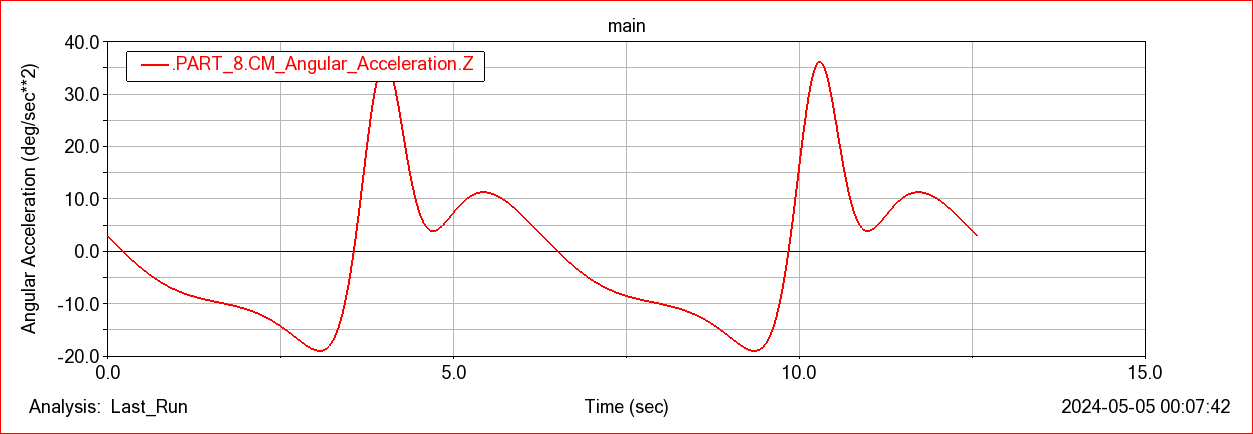 main
.PART_8.CM_Angular_Acceleration.Z
Angular Acceleration (deg/sec**2)
40.0
30.0
20.0
10.0
0.0
-10.0
-20.0
0.0 5.0 10.0 15.0
Analysis: Last_Run Time (sec) 2024-05-05 00:07:42